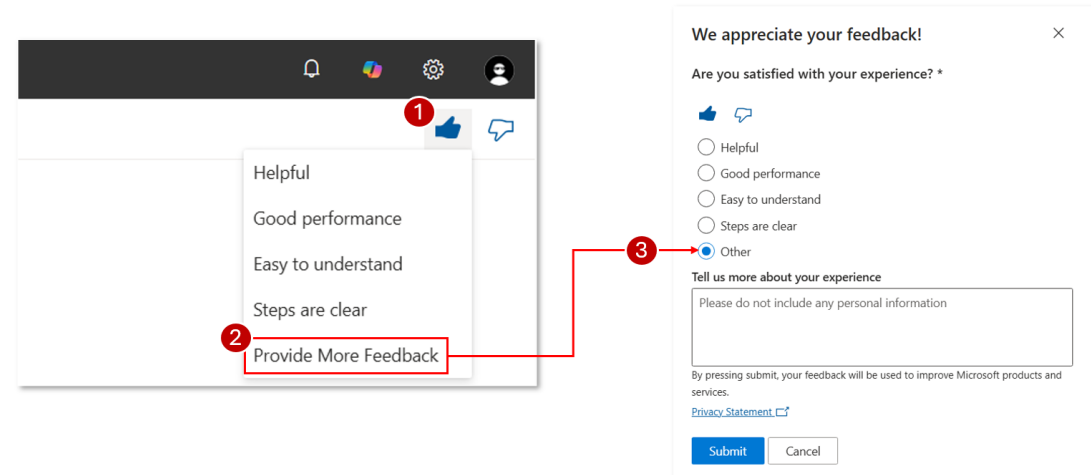 1
Helpful
Good performance
Easy to understand
Steps are clear
2
Provide More Feedback
3
We appreciate your feedback!
Are you satisfied with your experience? *
Helpful
Good performance
Easy to understand
Steps are clear
Other
Tell us more about your experience
Please do not include any personal information
By pressing submit, your feedback will be used to improve Microsoft products and
services.
Privacy Statement
Submit
Cancel